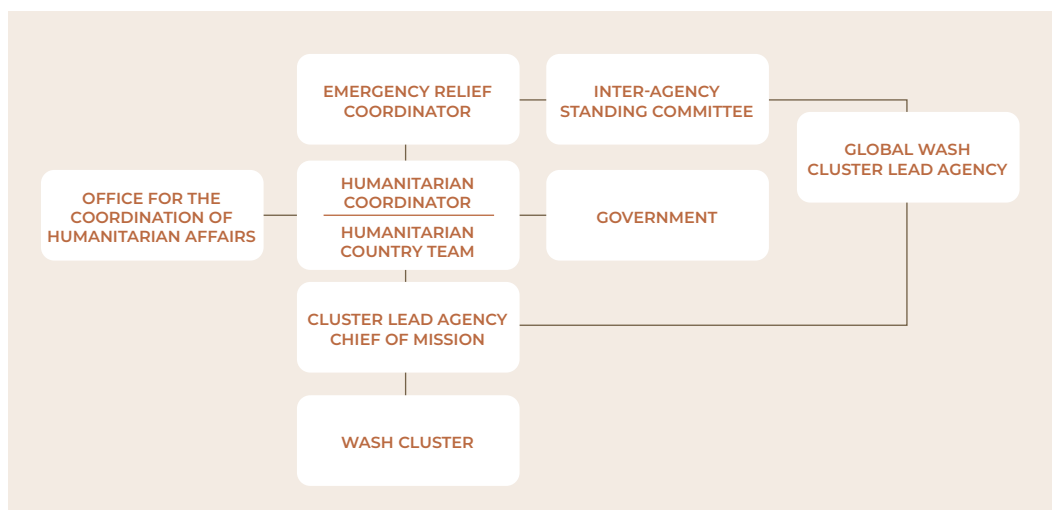 EMERGENCY RELIEF
COORDINATOR
INTER-AGENCY
STANDING COMMITTEE
GLOBAL WASH
CLUSTER LEAD AGENCY
OFFICE FOR THE
COORDINATION OF
HUMANITARIAN AFFAIRS
HUMANITARIAN
COORDINATOR
HUMANITARIAN
COUNTRY TEAM
GOVERNMENT
CLUSTER LEAD AGENCY
CHIEF OF MISSION
WASH CLUSTER